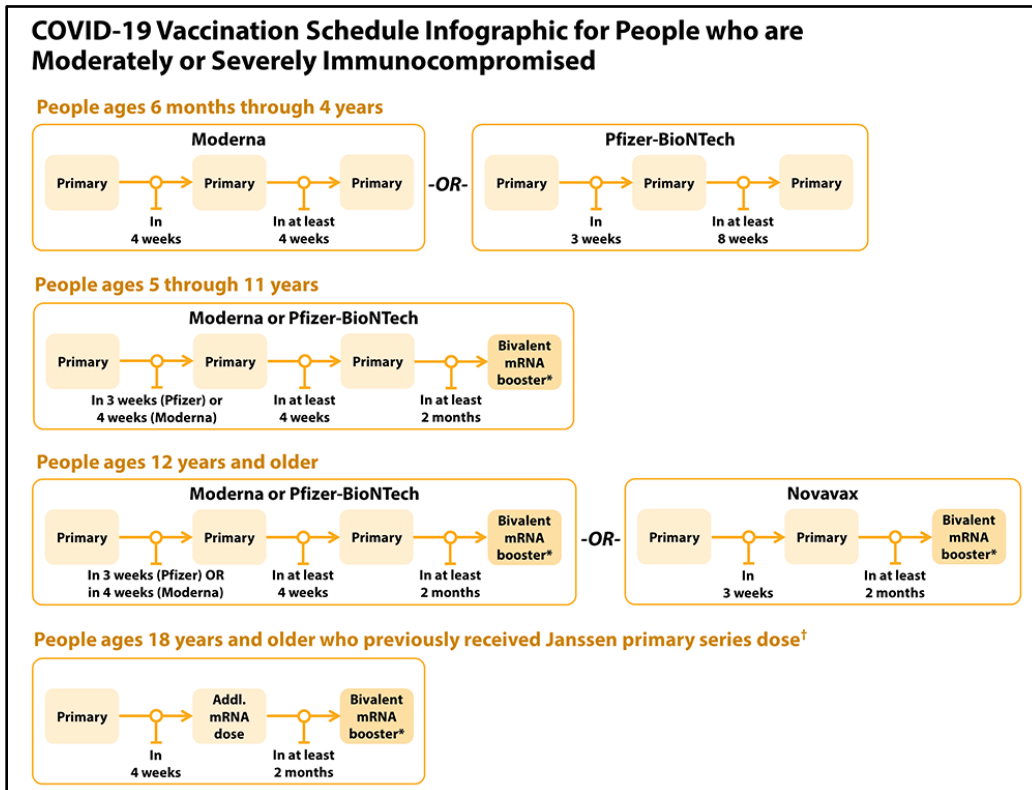 COVID-19 Vaccination Schedule Infographic for People who are
Moderately or Severely Immunocompromised
People ages 6 months through 4 years
Moderna
Primary
Primary
Primary
In
4 weeks
In at least
4 weeks
-OR-
Pfizer-BioNTech
Primary
Primary
Primary
In
3 weeks
In at least
8 weeks
People ages 5 through 11 years
Moderna or Pfizer-BioNTech
Primary
Primary
Primary
Bivalent
mRNA
booster*
In 3 weeks (Pfizer) or
4 weeks (Moderna)
In at least
4 weeks
In at least
2 months
People ages 12 years and older
Moderna or Pfizer-BioNTech
Primary
Primary
Primary
Bivalent
mRNA
booster*
In 3 weeks (Pfizer) OR
in 4 weeks (Moderna)
In at least
4 weeks
In at least
2 months
-OR-
Novavax
Primary
Primary
Bivalent
mRNA
booster*
In
3 weeks
In at least
2 months
People ages 18 years and older who previously received Janssen primary series dose†
Primary
Addl.
mRNA
dose
Bivalent
mRNA
booster*
In
4 weeks
In at least
2 months